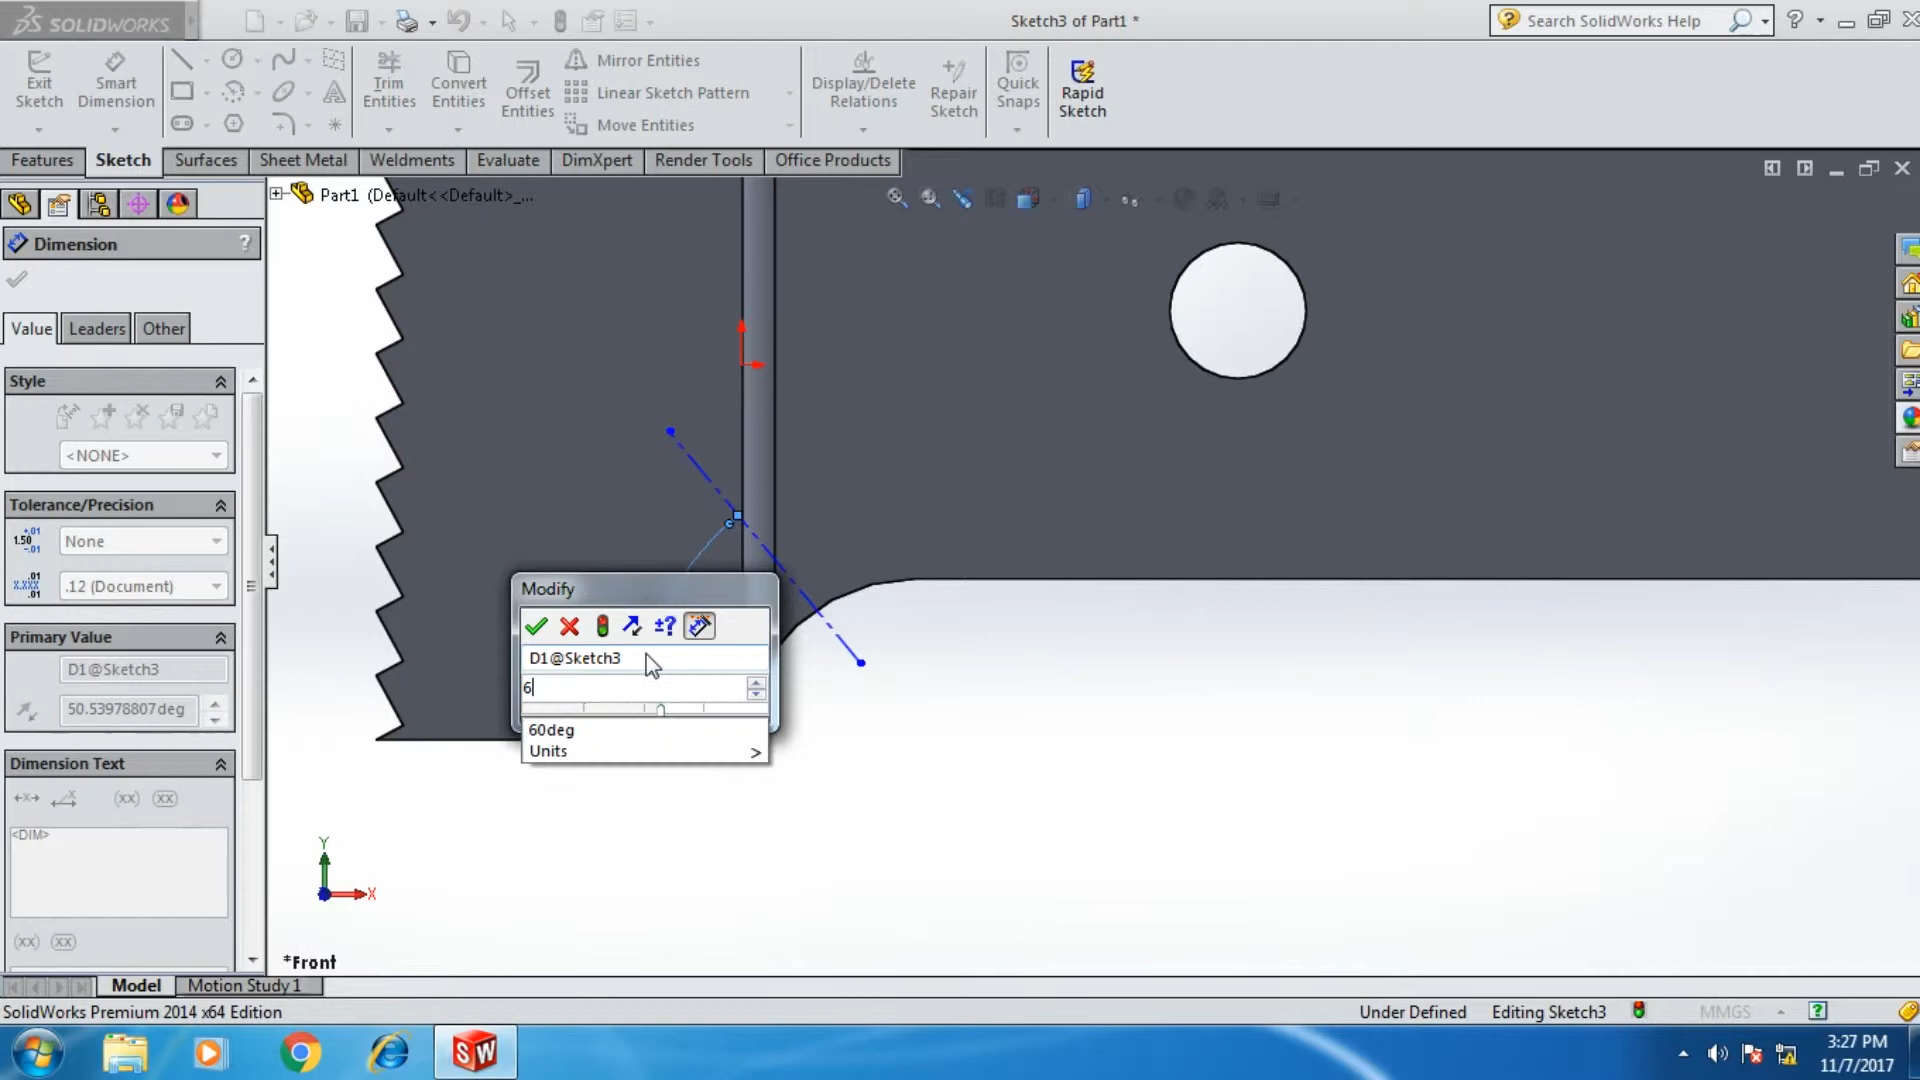 SOLIDWORKS
Sketch3 of Part1 *
Search SolidWorks Help
Exit Sketch
Smart Dimension
Trim Entities
Convert Entities
Offset Entities
Mirror Entities
Linear Sketch Pattern
Move Entities
Display/Delete Relations
Repair Sketch
Quick Snaps
Rapid Sketch
Features Sketch Surfaces Sheet Metal Weldments Evaluate DimXpert Render Tools Office Products
Part1 (Default<<Default>_...
Dimension
?
Value Leaders Other
Style
<NONE>
Tolerance/Precision
None
.12 (Document)
Primary Value
D1@Sketch3
50.53978807deg
Dimension Text
(xx) (xx)
<DIM>
(xx) (xx)
Modify
±?
D1@Sketch3
6
60deg
Units >
Y
X
*Front
Model Motion Study 1
SolidWorks Premium 2014 x64 Edition
Under Defined Editing Sketch3 MMGS ?
SW
3:27 PM
11/7/2017